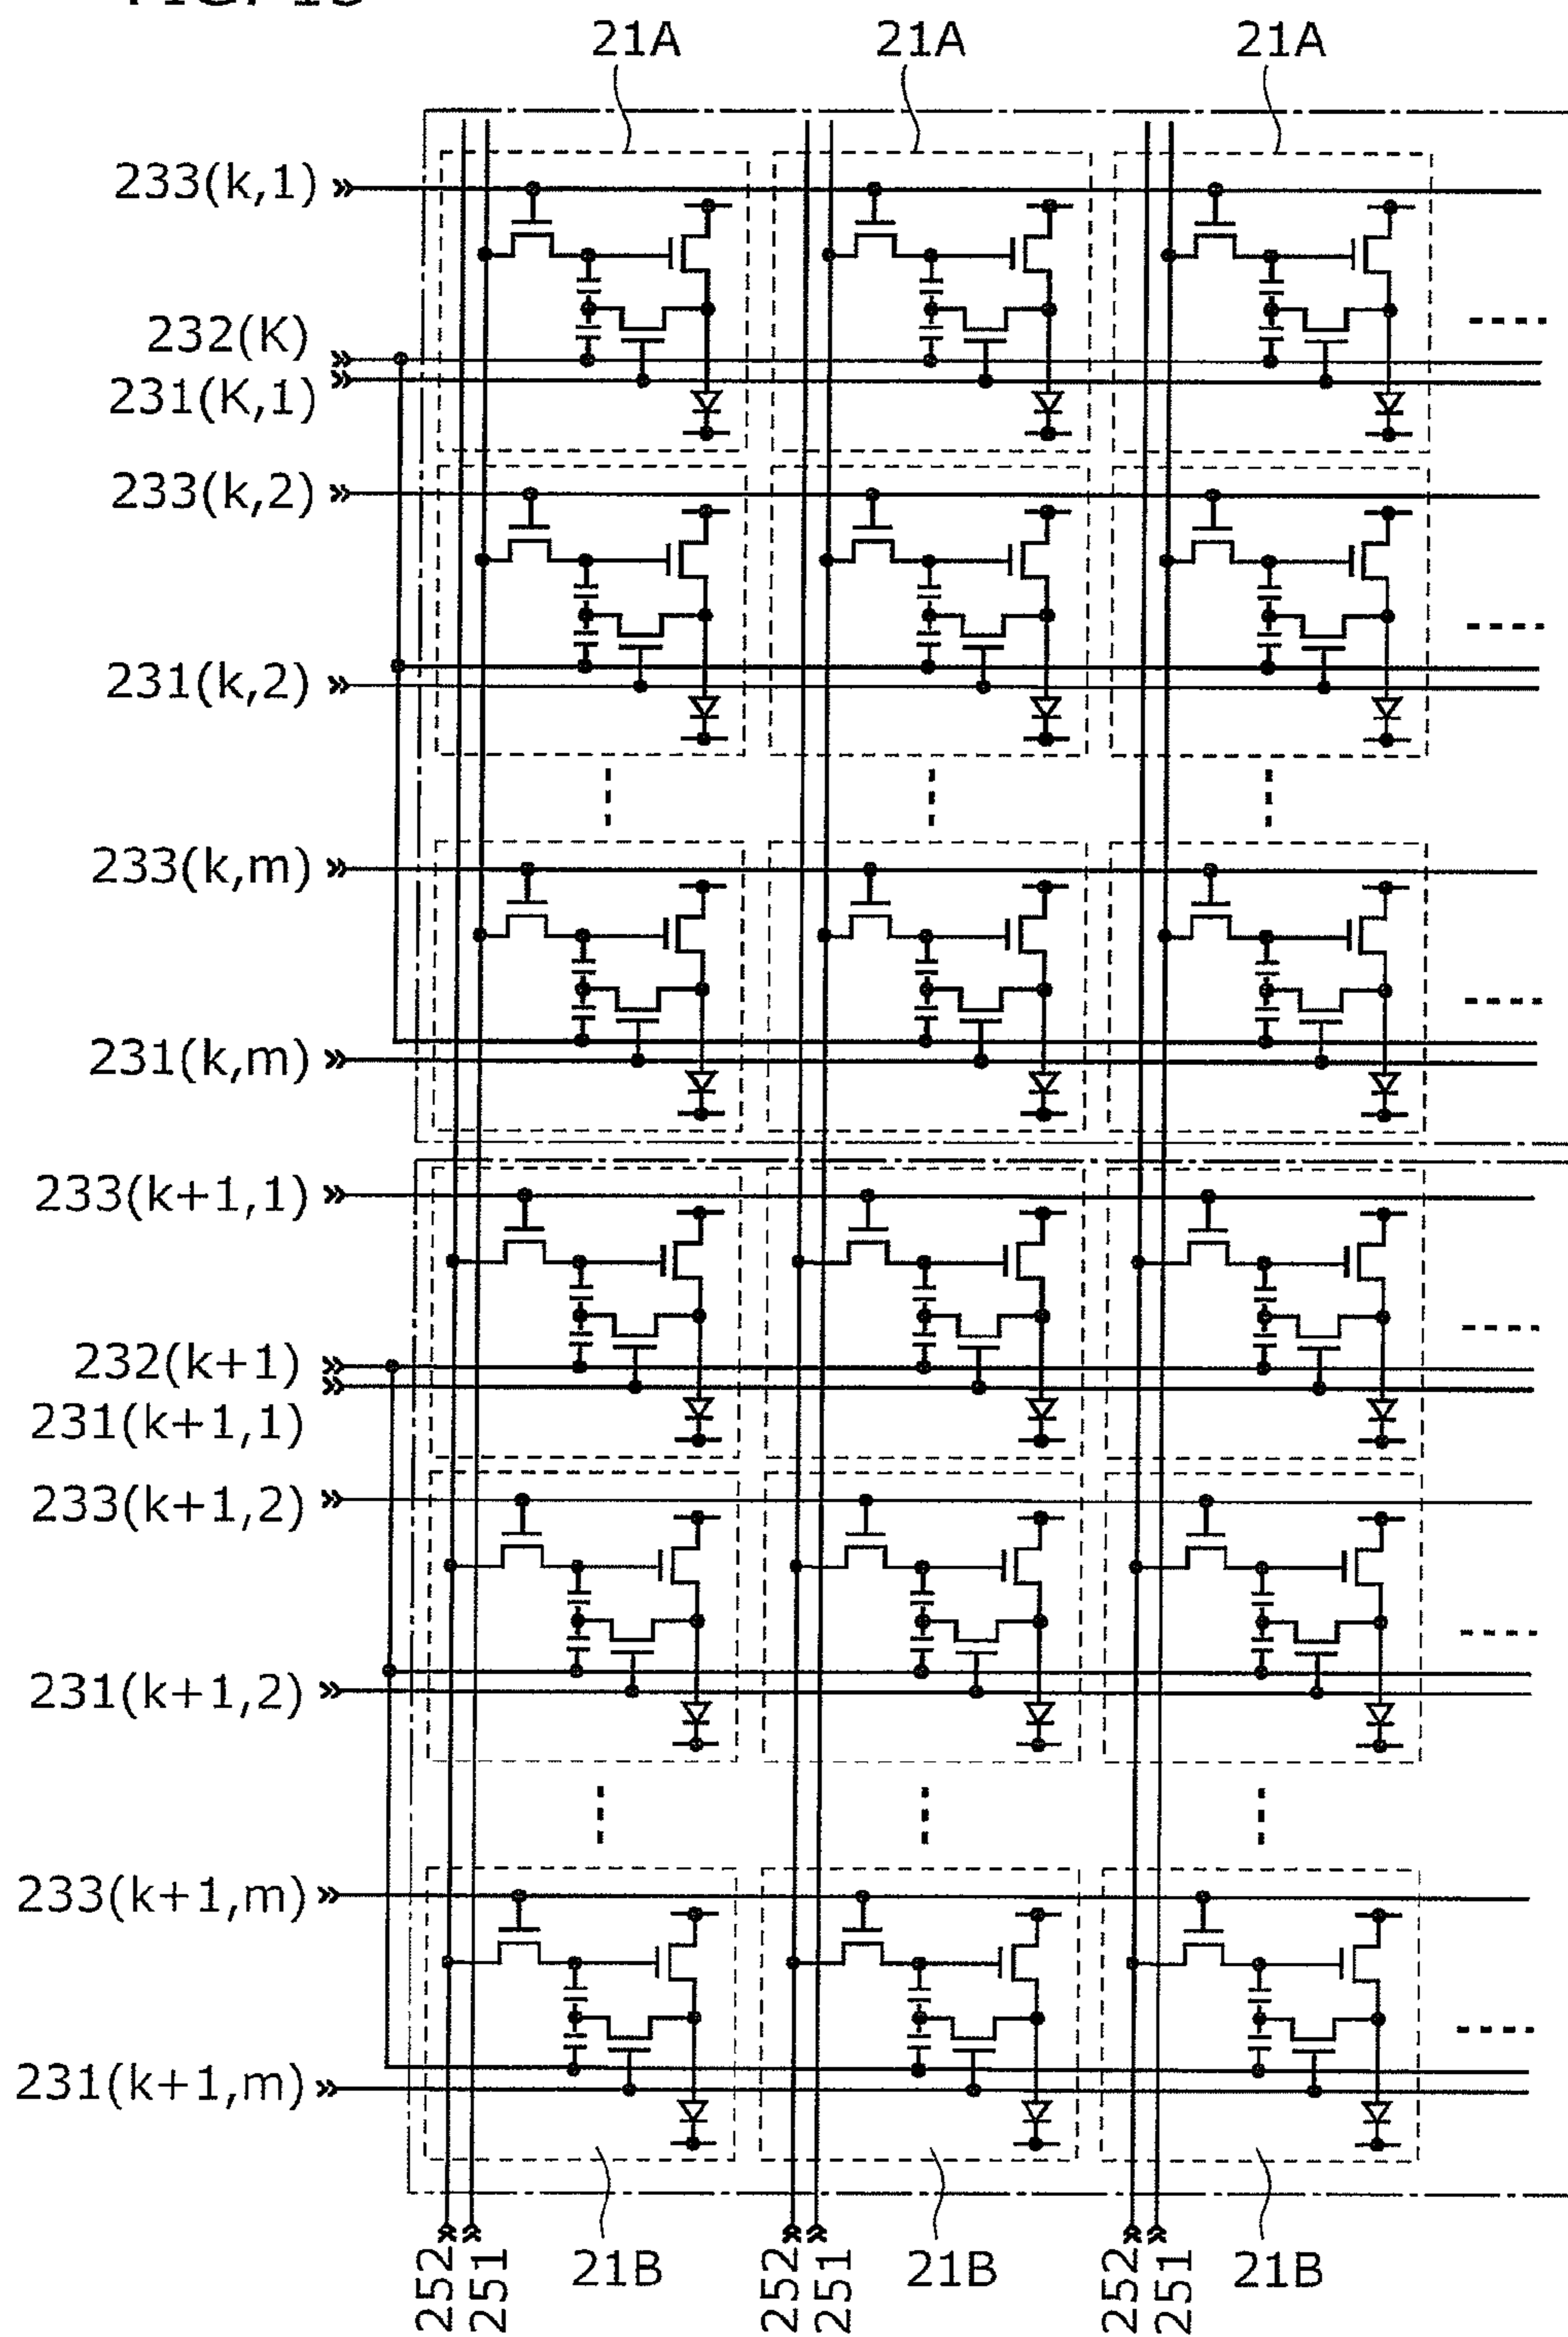 21A 21A 21A
233(k,1)
232(K)
231(K,1)
233(k,2)
231(k,2)
233(k,m)
231(k,m)
233(k+1,1)
232(k+1)
231(k+1,1)
233(k+1,2)
231(k+1,2)
233(k+1,m)
231(k+1,m)
252 251 21B 252 251 21B 252 251 21B